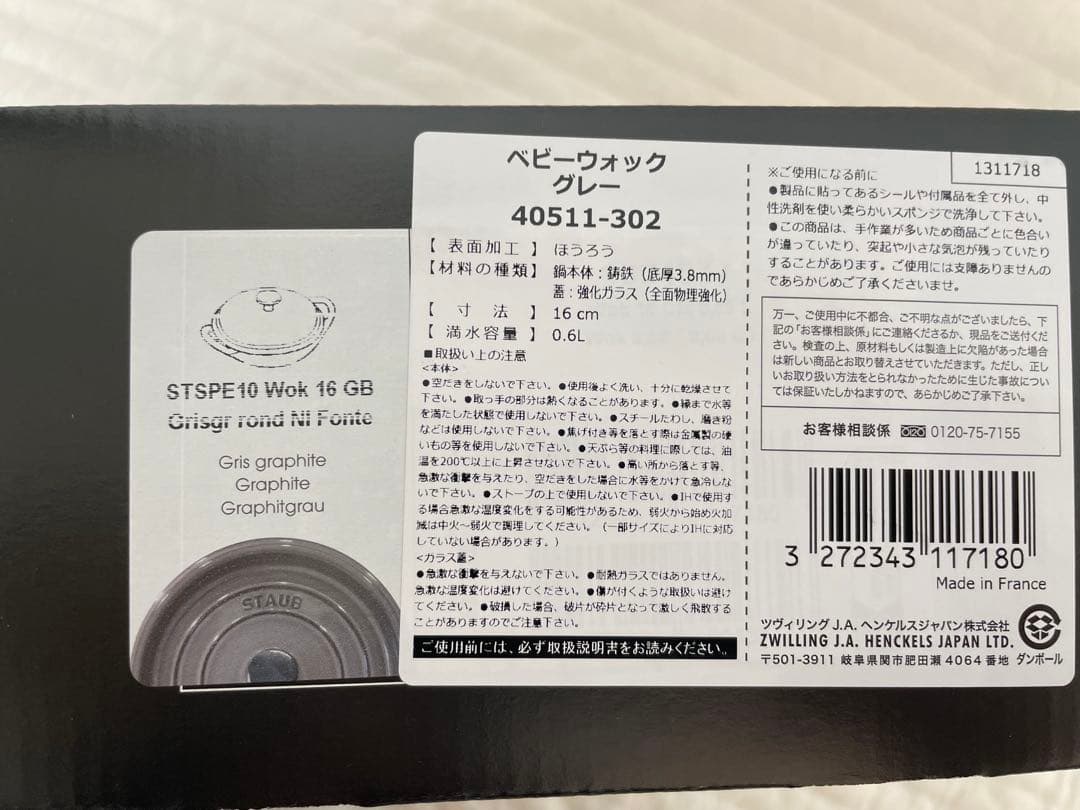 STSPE10 Wok 16 GB
Grisgr rond NI Fonte
Gris graphite
Graphite
Graphitgrau
STAUB
ベビーウォック
グレー
40511-302
【 表面加工 】 ほうろう
【材料の種類】 鍋本体：鋳鉄（底厚3.8mm）
蓋：強化ガラス（全面物理強化）
【 寸 法 】 16 cm
【 満水容量 】 0.6L
■取扱い上の注意
<本体>
●空だきをしないで下さい。●使用後よく洗い、十分に乾燥させて
下さい。●取っ手の部分は熱くなることがあります。●縁まで水等
を満たした状態で使用しないで下さい。●スチールたわし、磨き粉
などは使用しないで下さい。●焦げ付き等を落とす際は金属製の硬
いもの等を使用しないで下さい。●天ぷら等の料理に際しては、油
温を200℃以上に上昇させないで下さい。●高い所から落とす等、
急激な衝撃を与えたり、空だきをした場合に水等をかけて急冷しな
いで下さい。●ストーブの上で使用しないで下さい。●IHで使用す
る場合急激な温度変化をする可能性があるため、弱火から始め火加
減は中火～弱火で調理してください。（一部サイズによりIHに対応
していない場合があります。）
<ガラス蓋>
●急激な衝撃を与えないで下さい。●耐熱ガラスではありません。
急激な温度変化は避けてください。●傷が付くような取扱いは避け
てください。●破損した場合、破片が砕片となって激しく飛散する
ことがありますのでご注意下さい。
ご使用前には、必ず取扱説明書をお読みください。
1311718
※ご使用になる前に
●製品に貼ってあるシールや付属品を全て外し、中
性洗剤を使い柔らかいスポンジで洗浄して下さい。
●この商品は、手作業が多いため商品ごとに色合い
が違っていたり、突起や小さな気泡が残っていたり
することがあります。ご使用には支障ありませんの
であらかじめご了承くださいませ。
万一、ご使用中に不都合、ご不明な点がございましたら、下
記の「お客様相談係」にご連絡くださるか、現品をご送付くだ
さい。検査の上、原材料もしくは製造上に欠陥があった場合
は新しい商品とお取り替えさせていただきます。ただし、正し
いお取り扱い方法をとられなかったために生じた事故につい
ては保証いたしかねますので、あらかじめご了承下さい。
お客様相談係 0120-75-7155
3 272343 117180
Made in France
ツヴィリング J.A. ヘンケルスジャパン株式会社
ZWILLING J.A. HENCKELS JAPAN LTD.
〒501-3911 岐阜県関市肥田瀬 4064 番地 ダンボール